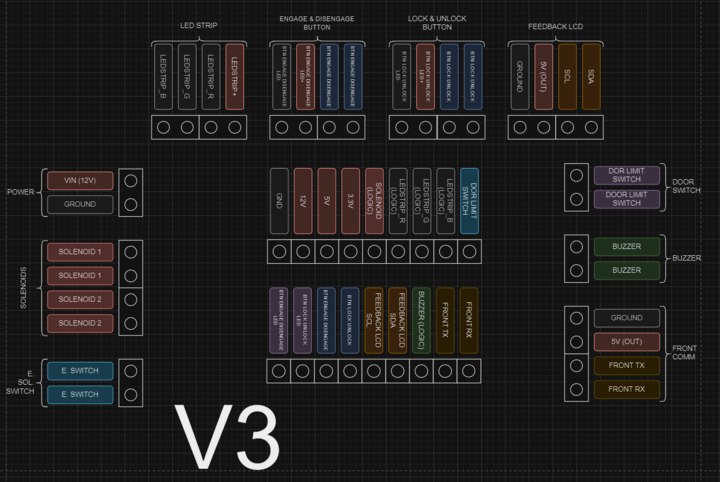 LED STRIP
ENGAGE & DISENGAGE
BUTTON
LOCK & UNLOCK
BUTTON
FEEDBACK LCD
LEDSTRIP_B
LEDSTRIP_G
LEDSTRIP_R
LEDSTRIP+
BTN ENGAGE DISENGAGE
LED-
BTN ENGAGE DISENGAGE
LED+
BTN ENGAGE DISENGAGE
BTN ENGAGE DISENGAGE
BTN LOCK UNLOCK
LED-
BTN LOCK UNLOCK
LED+
BTN LOCK UNLOCK
BTN LOCK UNLOCK
GROUND
5V (OUT)
SCL
SDA
POWER
VIN (12V)
GROUND
GND
12V
5V
3.3V
SOLENOID
(LOGIC)
LEDSTRIP_R
(LOGIC)
LEDSTRIP_G
(LOGIC)
LEDSTRIP_B
(LOGIC)
DOR LIMIT
SWITCH
DOR LIMIT
SWITCH
DOOR LIMIT
SWITCH
DOOR
SWITCH
SOLENOIDS
SOLENOID 1
SOLENOID 1
SOLENOID 2
SOLENOID 2
BUZZER
BUZZER
BUZZER
BTN ENGAGE DISENGAGE
LED
BTN LOCK UNLOCK
LED
BTN ENGAGE DISENGAGE
BTN LOCK UNLOCK
FEEDBACK LCD
SCL
FEEDBACK LCD
SDA
BUZZER (LOGIC)
FRONT TX
FRONT RX
GROUND
5V (OUT)
FRONT TX
FRONT RX
FRONT
COMM
E.
SOL
SWITCH
E. SWITCH
E. SWITCH
V3